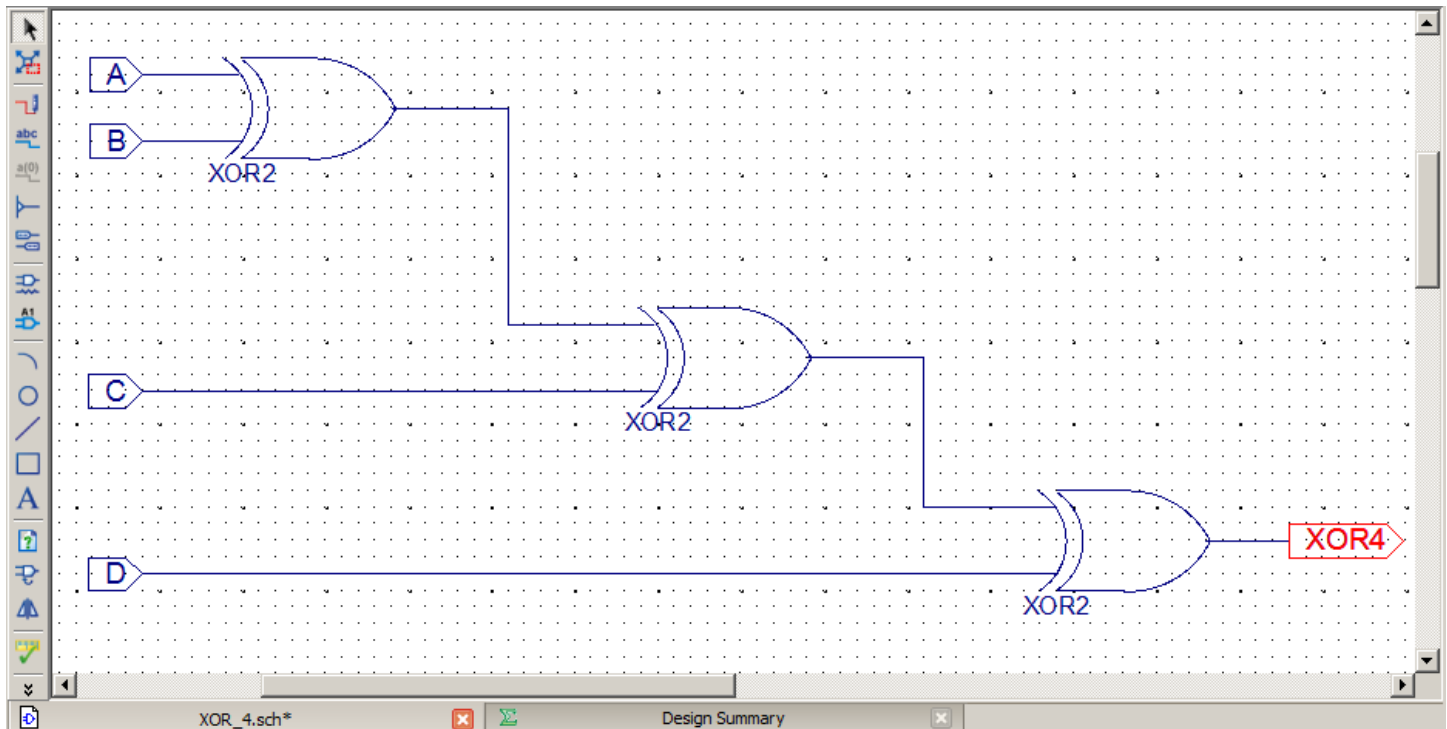 A
B
XOR2
abc
a(0)
A1
C
XOR2
A
D
XOR4
XOR2
XOR_4.sch*
Design Summary